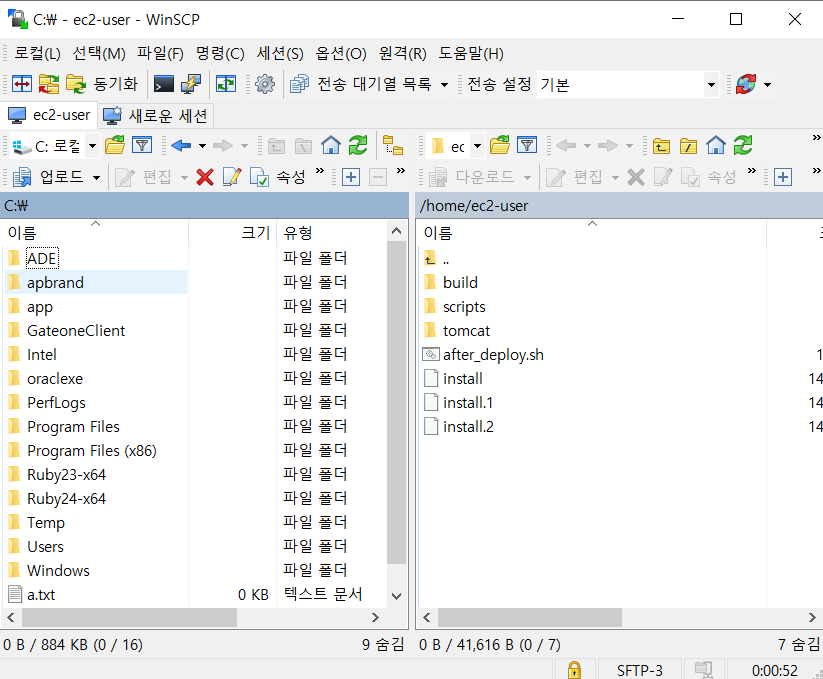 C:₩ - ec2-user - WinSCP
로컬(L) 선택(M) 파일(F) 명령(C) 세션(S) 옵션(O) 원격(R) 도움말(H)
동기화 전송 대기열 목록 전송 설정 기본
ec2-user 새로운 세션
C: 로컬 ec
업로드 편집 속성 » 다운로드 편집 속성 »
C:₩ /home/ec2-user
이름 크기 유형 이름
ADE 파일 폴더 ..
apbrand 파일 폴더 build
app 파일 폴더 scripts
GateoneClient 파일 폴더 tomcat
Intel 파일 폴더 after_deploy.sh 1
oraclexe 파일 폴더 install 14
PerfLogs 파일 폴더 install.1 14
Program Files 파일 폴더 install.2 14
Program Files (x86) 파일 폴더
Ruby23-x64 파일 폴더
Ruby24-x64 파일 폴더
Temp 파일 폴더
Users 파일 폴더
Windows 파일 폴더
a.txt 0 KB 텍스트 문서
0 B / 884 KB (0 / 16) 9 숨김 0 B / 41,616 B (0 / 7) 7 숨김
SFTP-3 0:00:52